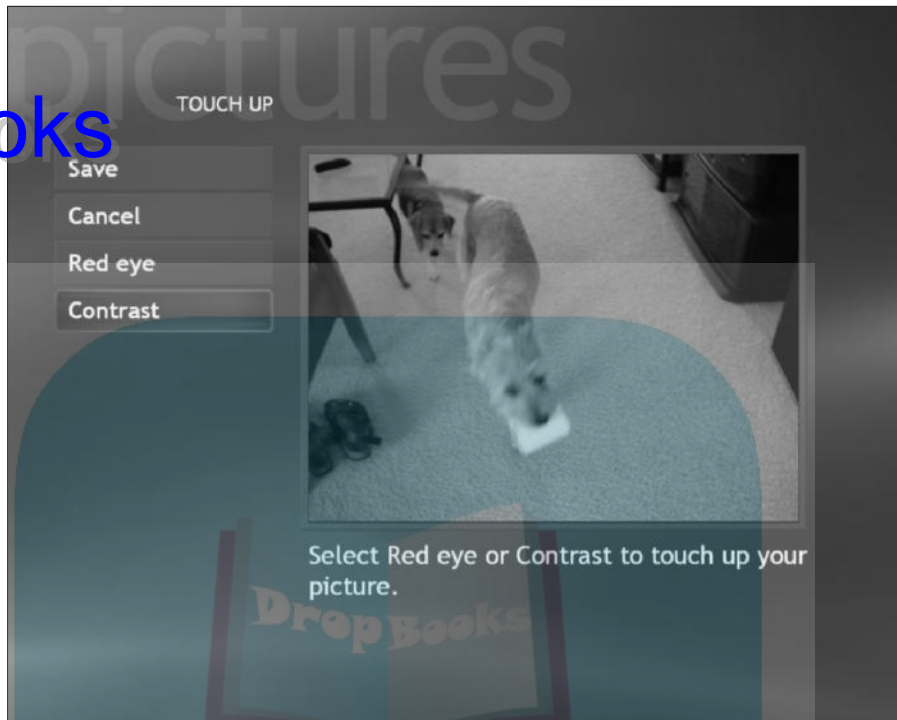 pictures
TOUCH UP
oks
Save
Cancel
Red eye
Contrast
Select Red eye or Contrast to touch up your
picture.
DropBooks